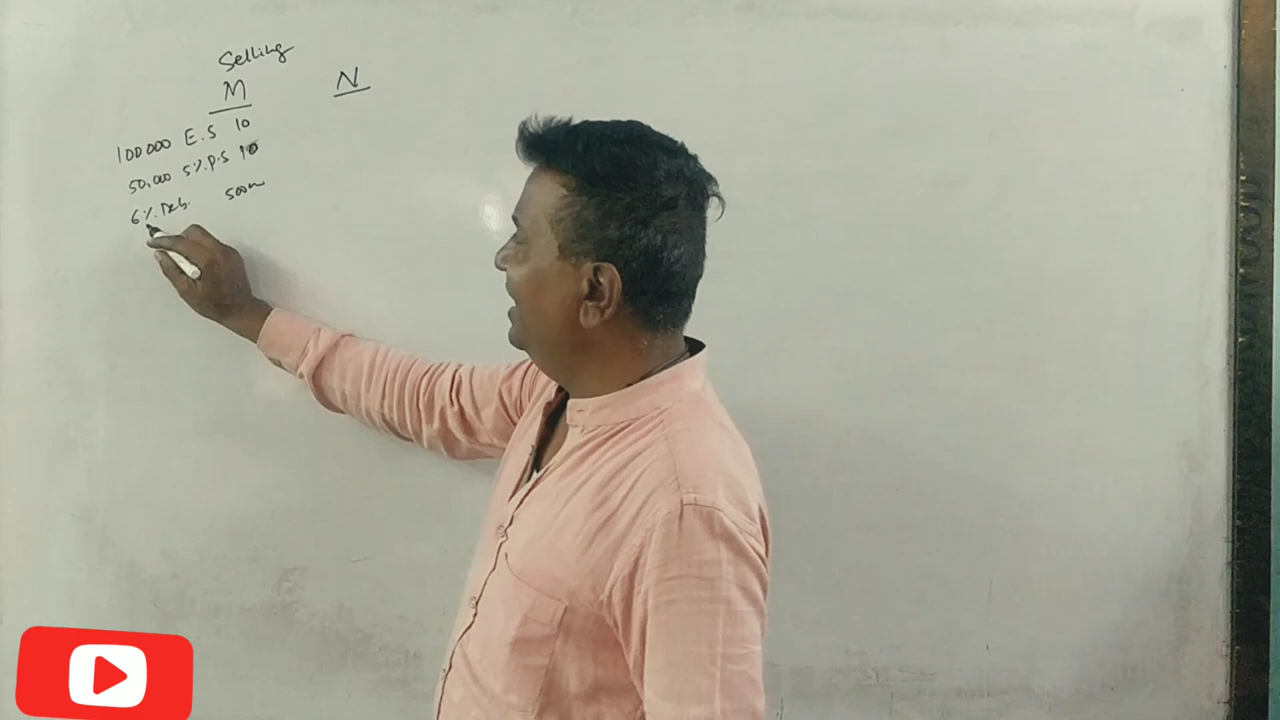 Selling
M N
100000 E.S 10
50,000 5%.P.S 10
6%.Deb. 500